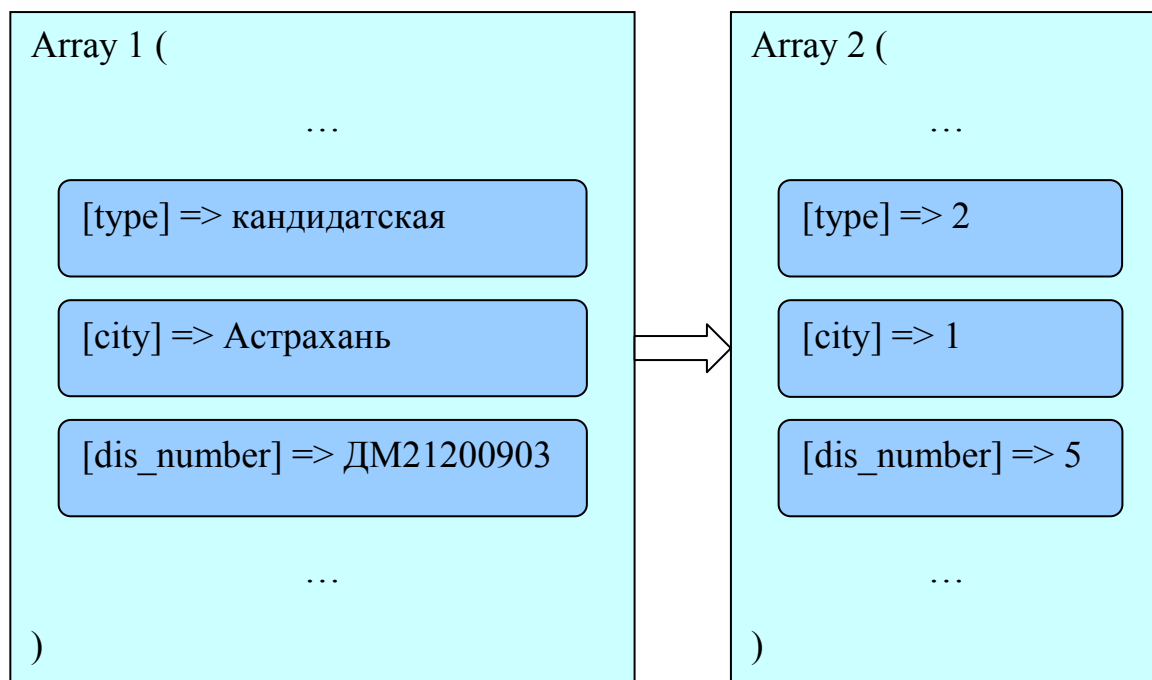 Array 1 (
…
[type] => кандидатская
[city] => Астрахань
[dis_number] => ДМ21200903
…
)
Array 2 (
…
[type] => 2
[city] => 1
[dis_number] => 5
…
)